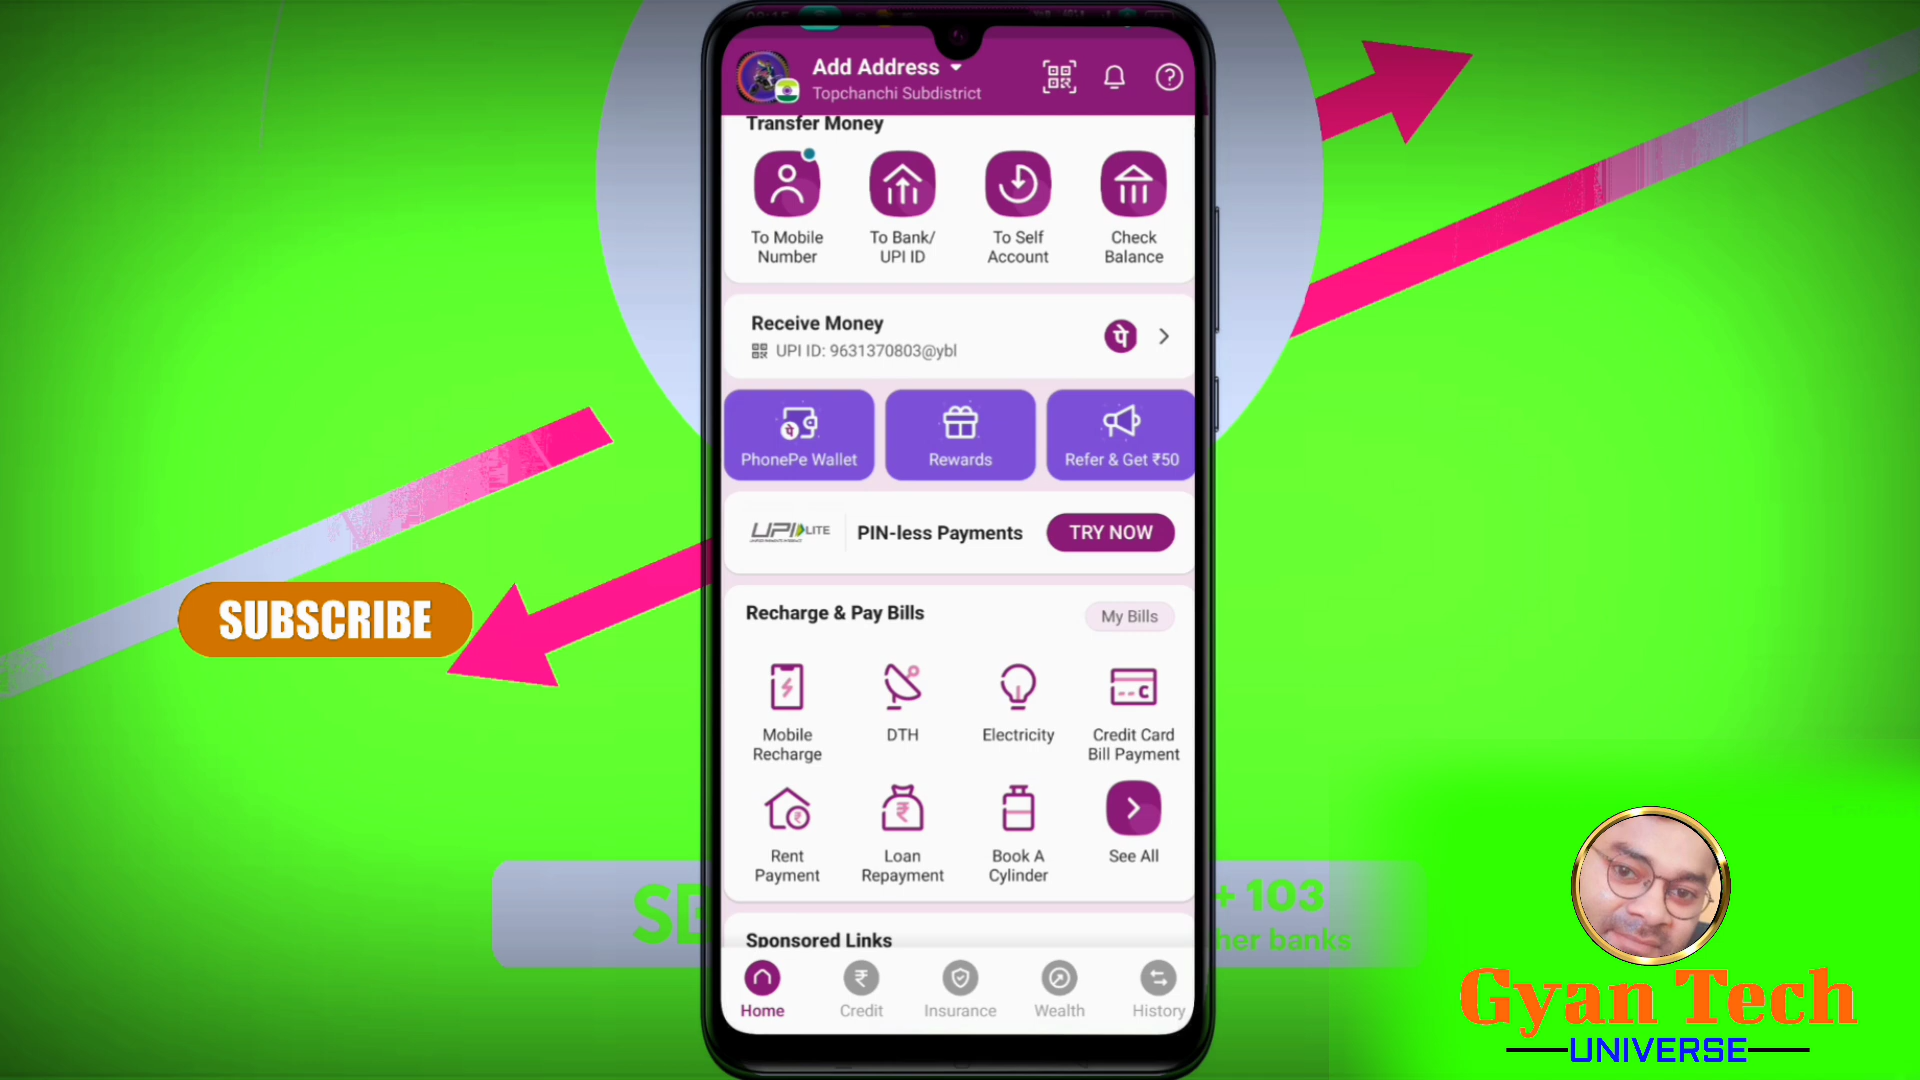 Add Address
Topchanchi Subdistrict
Transfer Money
To Mobile
Number
To Bank/
UPI ID
To Self
Account
Check
Balance
Receive Money
UPI ID: 9631370803@ybl
पे
पे
PhonePe Wallet
Rewards
Refer & Get ₹50
UPI LITE
PIN-less Payments
TRY NOW
SUBSCRIBE
Recharge & Pay Bills
My Bills
Mobile
Recharge
DTH
Electricity
Credit Card
Bill Payment
Rent
Payment
Loan
Repayment
Book A
Cylinder
See All
+ 103
her banks
Sponsored Links
Home
Credit
Insurance
Wealth
History
Gyan Tech
UNIVERSE